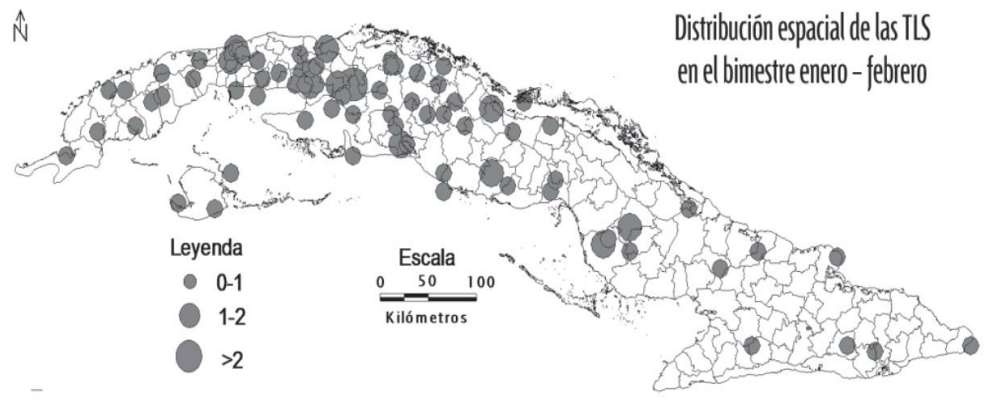 N
Distribución espacial de las TLS
en el bimestre enero – febrero
Leyenda
0-1
1-2
>2
Escala
0 50 100
Kilómetros